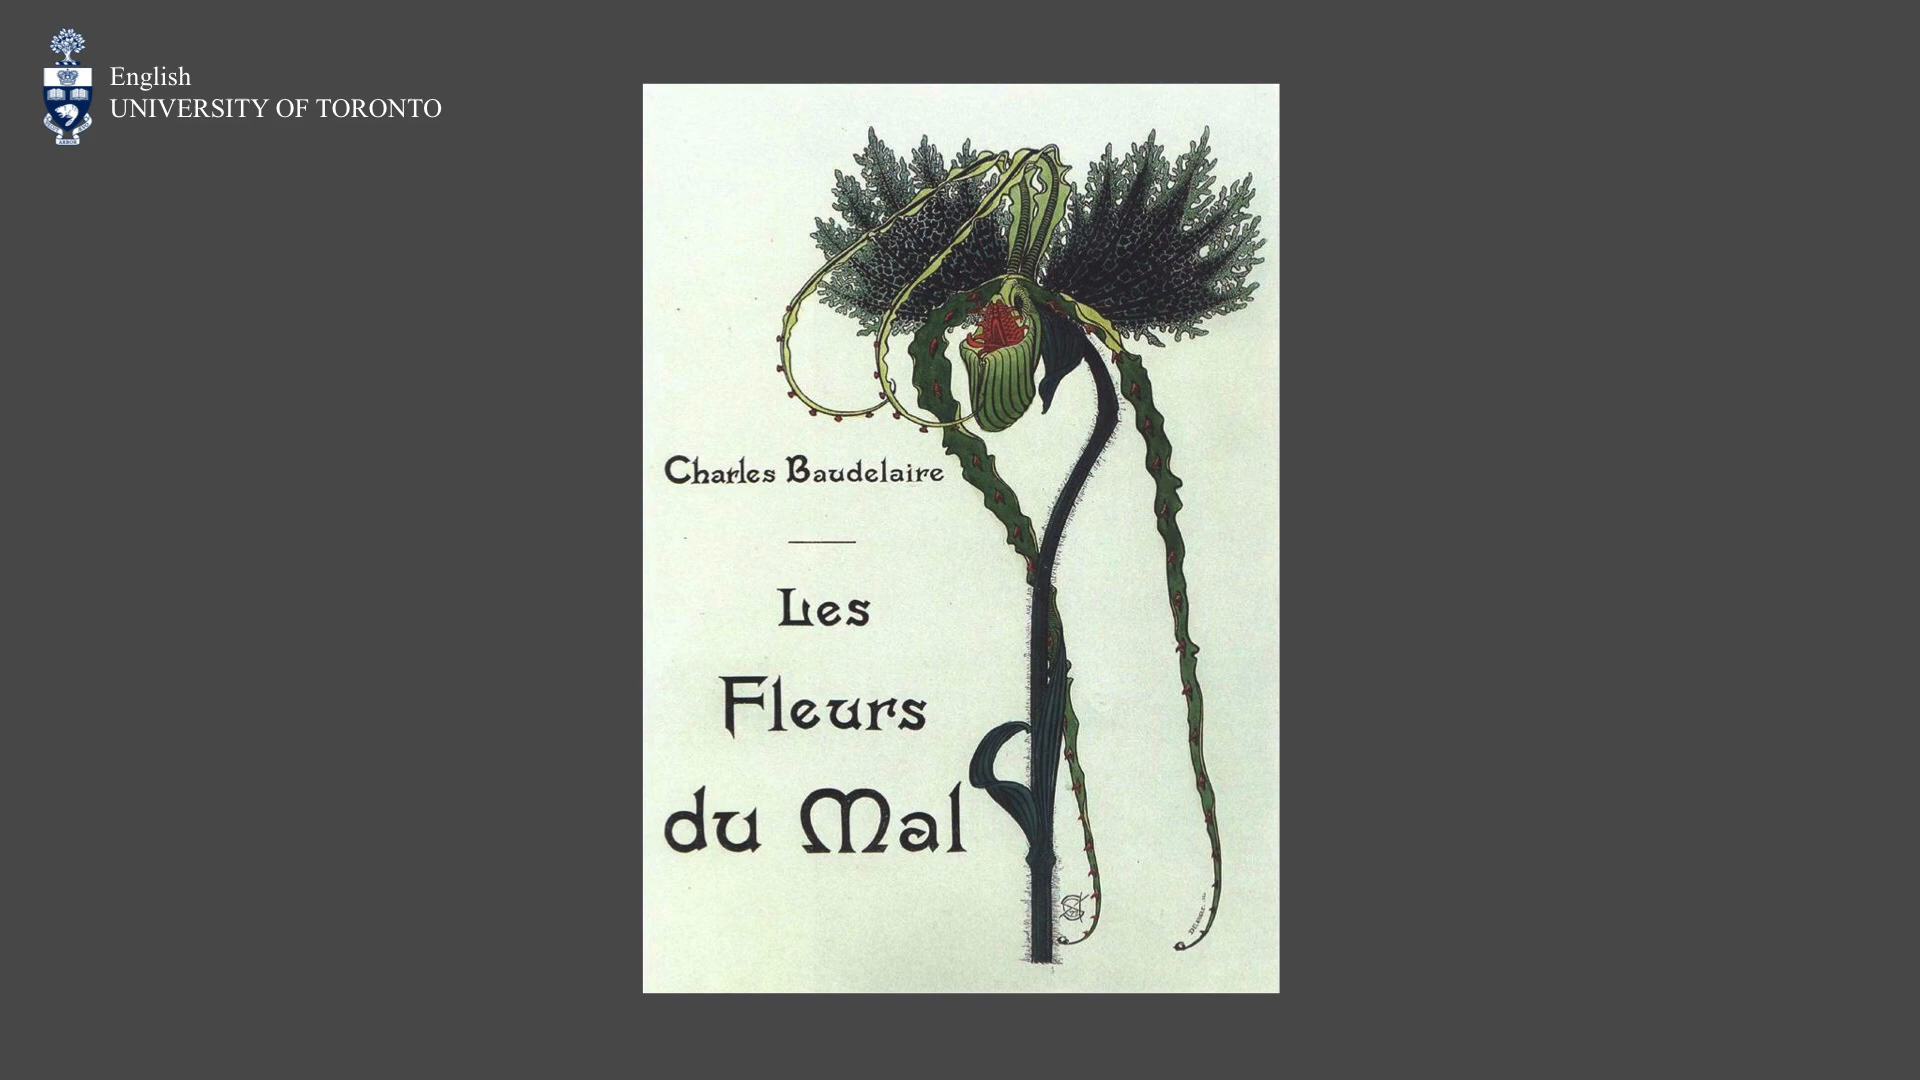 English
UNIVERSITY OF TORONTO
Charles Baudelaire
Les
Fleurs
du Mal